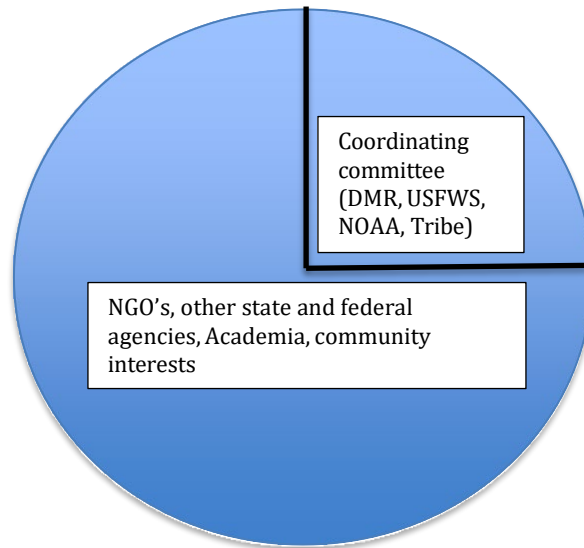 Coordinating
committee
(DMR, USFWS,
NOAA, Tribe)
NGO's, other state and federal
agencies, Academia, community
interests